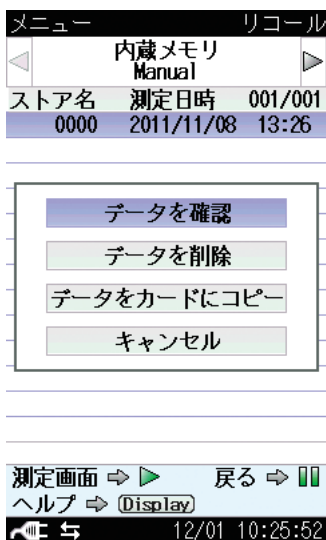 メニュー リコール
内蔵メモリ
Manual
ストア名 測定日時 001/001
0000 2011/11/08 13:26
データを確認
データを削除
データをカードにコピー
キャンセル
測定画面 ⇨ ▷ 戻る ⇨ ▯▯
ヘルプ ⇨ Display
12/01 10:25:52